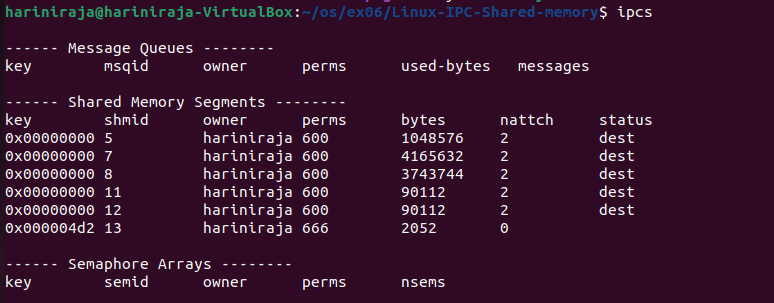 hariniraja@hariniraja-VirtualBox:~/os/ex06/Linux-IPC-Shared-memory$ ipcs
------ Message Queues --------
key        msqid      owner      perms      used-bytes   messages
------ Shared Memory Segments --------
key        shmid      owner      perms      bytes      nattch     status
0x00000000 5          hariniraja 600        1048576    2          dest
0x00000000 7          hariniraja 600        4165632    2          dest
0x00000000 8          hariniraja 600        3743744    2          dest
0x00000000 11         hariniraja 600        90112      2          dest
0x00000000 12         hariniraja 600        90112      2          dest
0x000004d2 13         hariniraja 666        2052       0
------ Semaphore Arrays --------
key        semid      owner      perms      nsems